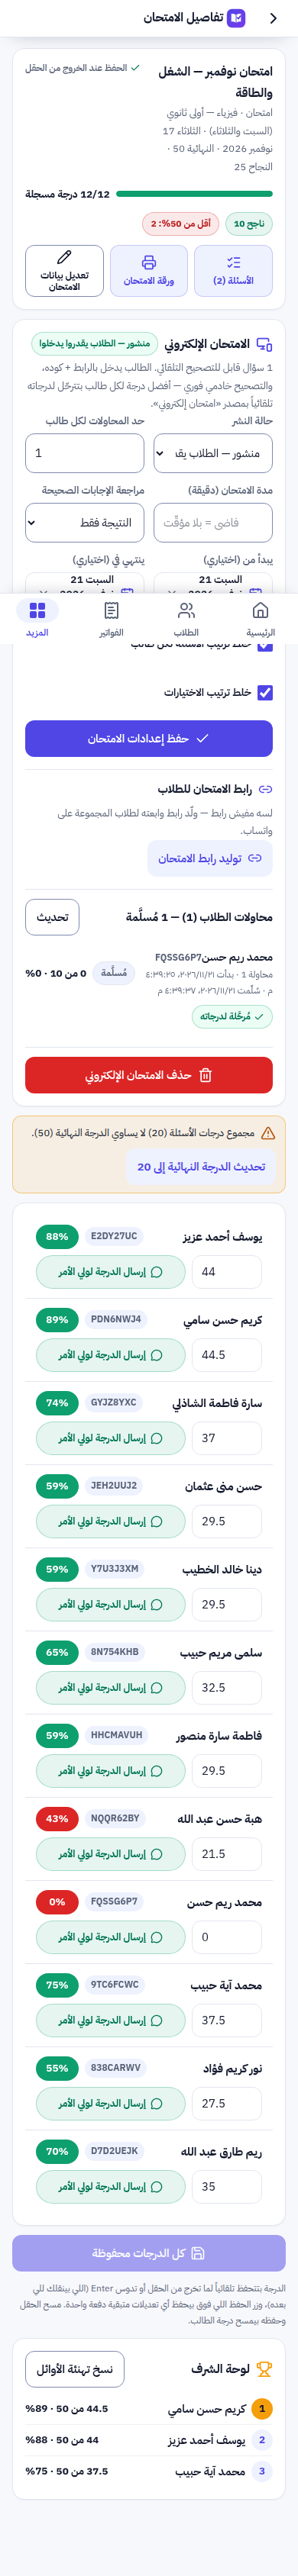 تفاصيل الامتحان
امتحان نوفمبر — الشغل والطاقة
الحفظ عند الخروج من الحقل
امتحان · فيزياء — أولى ثانوي
(السبت والثلاثاء) · الثلاثاء 17
نوفمبر 2026 · النهائية 50 ·
النجاح 25
12/12 درجة مسجلة
ناجح 10
أقل من 50%: 2
الأسئلة (2)
ورقة الامتحان
تعديل بيانات الامتحان
الامتحان الإلكتروني
منشور — الطلاب يقدروا يدخلوا
1 سؤال قابل للتصحيح التلقائي. الطالب يدخل بالرابط + كوده، والتصحيح خادمي فوري — أفضل درجة لكل طالب بتترحّل لدرجاته تلقائياً بمصدر «امتحان إلكتروني».
حالة النشر
حد المحاولات لكل طالب
منشور — الطلاب يقد
1
مدة الامتحان (دقيقة)
مراجعة الإجابات الصحيحة
فاضي = بلا مؤقّت
النتيجة فقط
يبدأ من (اختياري)
ينتهي في (اختياري)
السبت 21
السبت 21
الرئيسية
الطلاب
الفواتير
المزيد
خلط ترتيب الاختيارات
حفظ إعدادات الامتحان
رابط الامتحان للطلاب
لسه مفيش رابط — ولّد رابط وابعته لطلاب المجموعة على واتساب.
توليد رابط الامتحان
محاولات الطلاب (1) — 1 مُسلَّمة
تحديث
محمد ريم حسن FQSSG6P7
مُسلَّمة
0 من 10 · 0%
محاولة 1 · بدأت ٢٠٢٦/١١/٢١، ٤:٣٩:٢٥ م · سُلّمت ٢٠٢٦/١١/٢١، ٤:٣٩:٣٧ م
مُرحَّلة لدرجاته
حذف الامتحان الإلكتروني
مجموع درجات الأسئلة (20) لا يساوي الدرجة النهائية (50).
تحديث الدرجة النهائية إلى 20
يوسف أحمد عزيز E2DY27UC 88%
44 إرسال الدرجة لولي الأمر
كريم حسن سامي PDN6NWJ4 89%
44.5 إرسال الدرجة لولي الأمر
سارة فاطمة الشاذلي GYJZ8YXC 74%
37 إرسال الدرجة لولي الأمر
حسن منى عثمان JEH2UUJ2 59%
29.5 إرسال الدرجة لولي الأمر
دينا خالد الخطيب Y7U3J3XM 59%
29.5 إرسال الدرجة لولي الأمر
سلمى مريم حبيب 8N754KHB 65%
32.5 إرسال الدرجة لولي الأمر
فاطمة سارة منصور HHCMAVUH 59%
29.5 إرسال الدرجة لولي الأمر
هبة حسن عبد الله NQQR62BY 43%
21.5 إرسال الدرجة لولي الأمر
محمد ريم حسن FQSSG6P7 0%
0 إرسال الدرجة لولي الأمر
محمد آية حبيب 9TC6FCWC 75%
37.5 إرسال الدرجة لولي الأمر
نور كريم فؤاد 838CARWV 55%
27.5 إرسال الدرجة لولي الأمر
ريم طارق عبد الله D7D2UEJK 70%
35 إرسال الدرجة لولي الأمر
كل الدرجات محفوظة
الدرجة بتتحفظ تلقائياً لما تخرج من الحقل أو تدوس Enter (اللي بينقلك للي بعده)، وزر الحفظ اللي فوق بيحفظ أي تعديلات متبقية دفعة واحدة. مسح الحقل وحفظه بيمسح درجة الطالب.
لوحة الشرف
نسخ تهنئة الأوائل
1 كريم حسن سامي 44.5 من 50 · 89%
2 يوسف أحمد عزيز 44 من 50 · 88%
3 محمد آية حبيب 37.5 من 50 · 75%